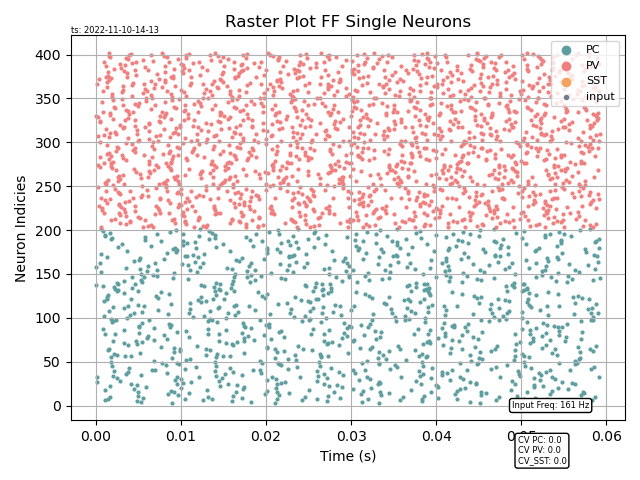 Raster Plot FF Single Neurons
ts: 2022-11-10-14-13
PC
PV
SST
input
400
350
300
250
200
150
100
50
0
Neuron Indicies
Input Freq: 161 Hz
0.00 0.01 0.02 0.03 0.04 0.05 0.06
Time (s)
CV PC: 0.0
CV PV: 0.0
CV_SST: 0.0